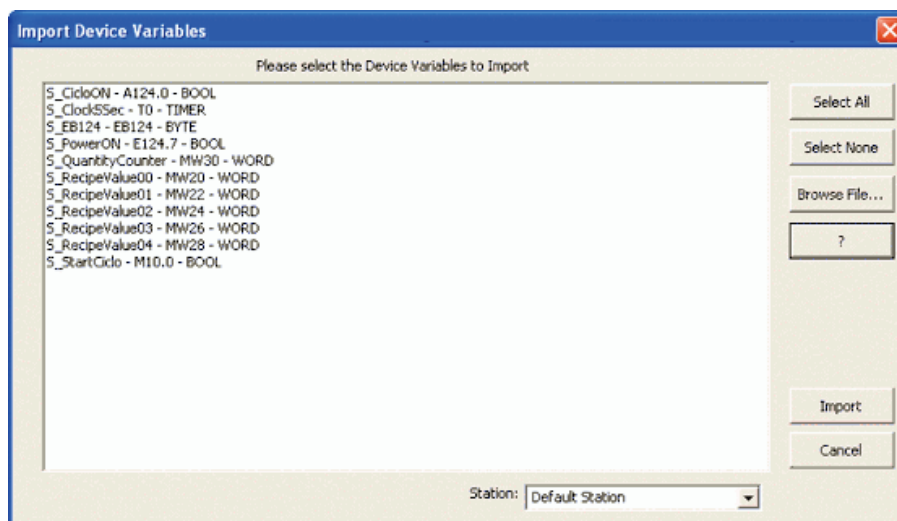 Import Device Variables
Please select the Device Variables to Import
S_CicloON - A124.0 - BOOL
S_Clock5Sec - T0 - TIMER
S_EB124 - EB124 - BYTE
S_PowerON - E124.7 - BOOL
S_QuantityCounter - MW30 - WORD
S_RecipeValue00 - MW20 - WORD
S_RecipeValue01 - MW22 - WORD
S_RecipeValue02 - MW24 - WORD
S_RecipeValue03 - MW26 - WORD
S_RecipeValue04 - MW28 - WORD
S_StartCiclo - M10.0 - BOOL
Select All
Select None
Browse File...
?
Import
Cancel
Station: Default Station